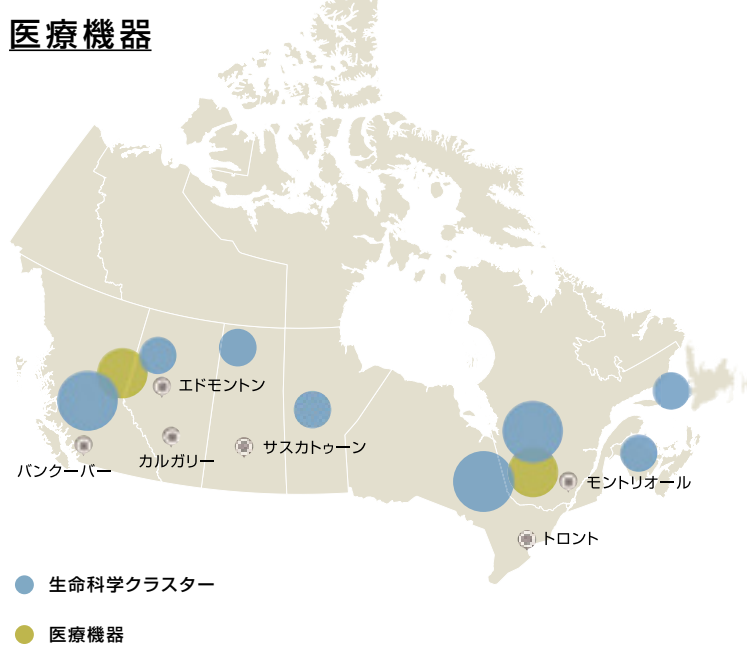 医療機器
エドモントン
サスカトゥーン
カルガリー
バンクーバー
モントリオール
トロント
生命科学クラスター
医療機器